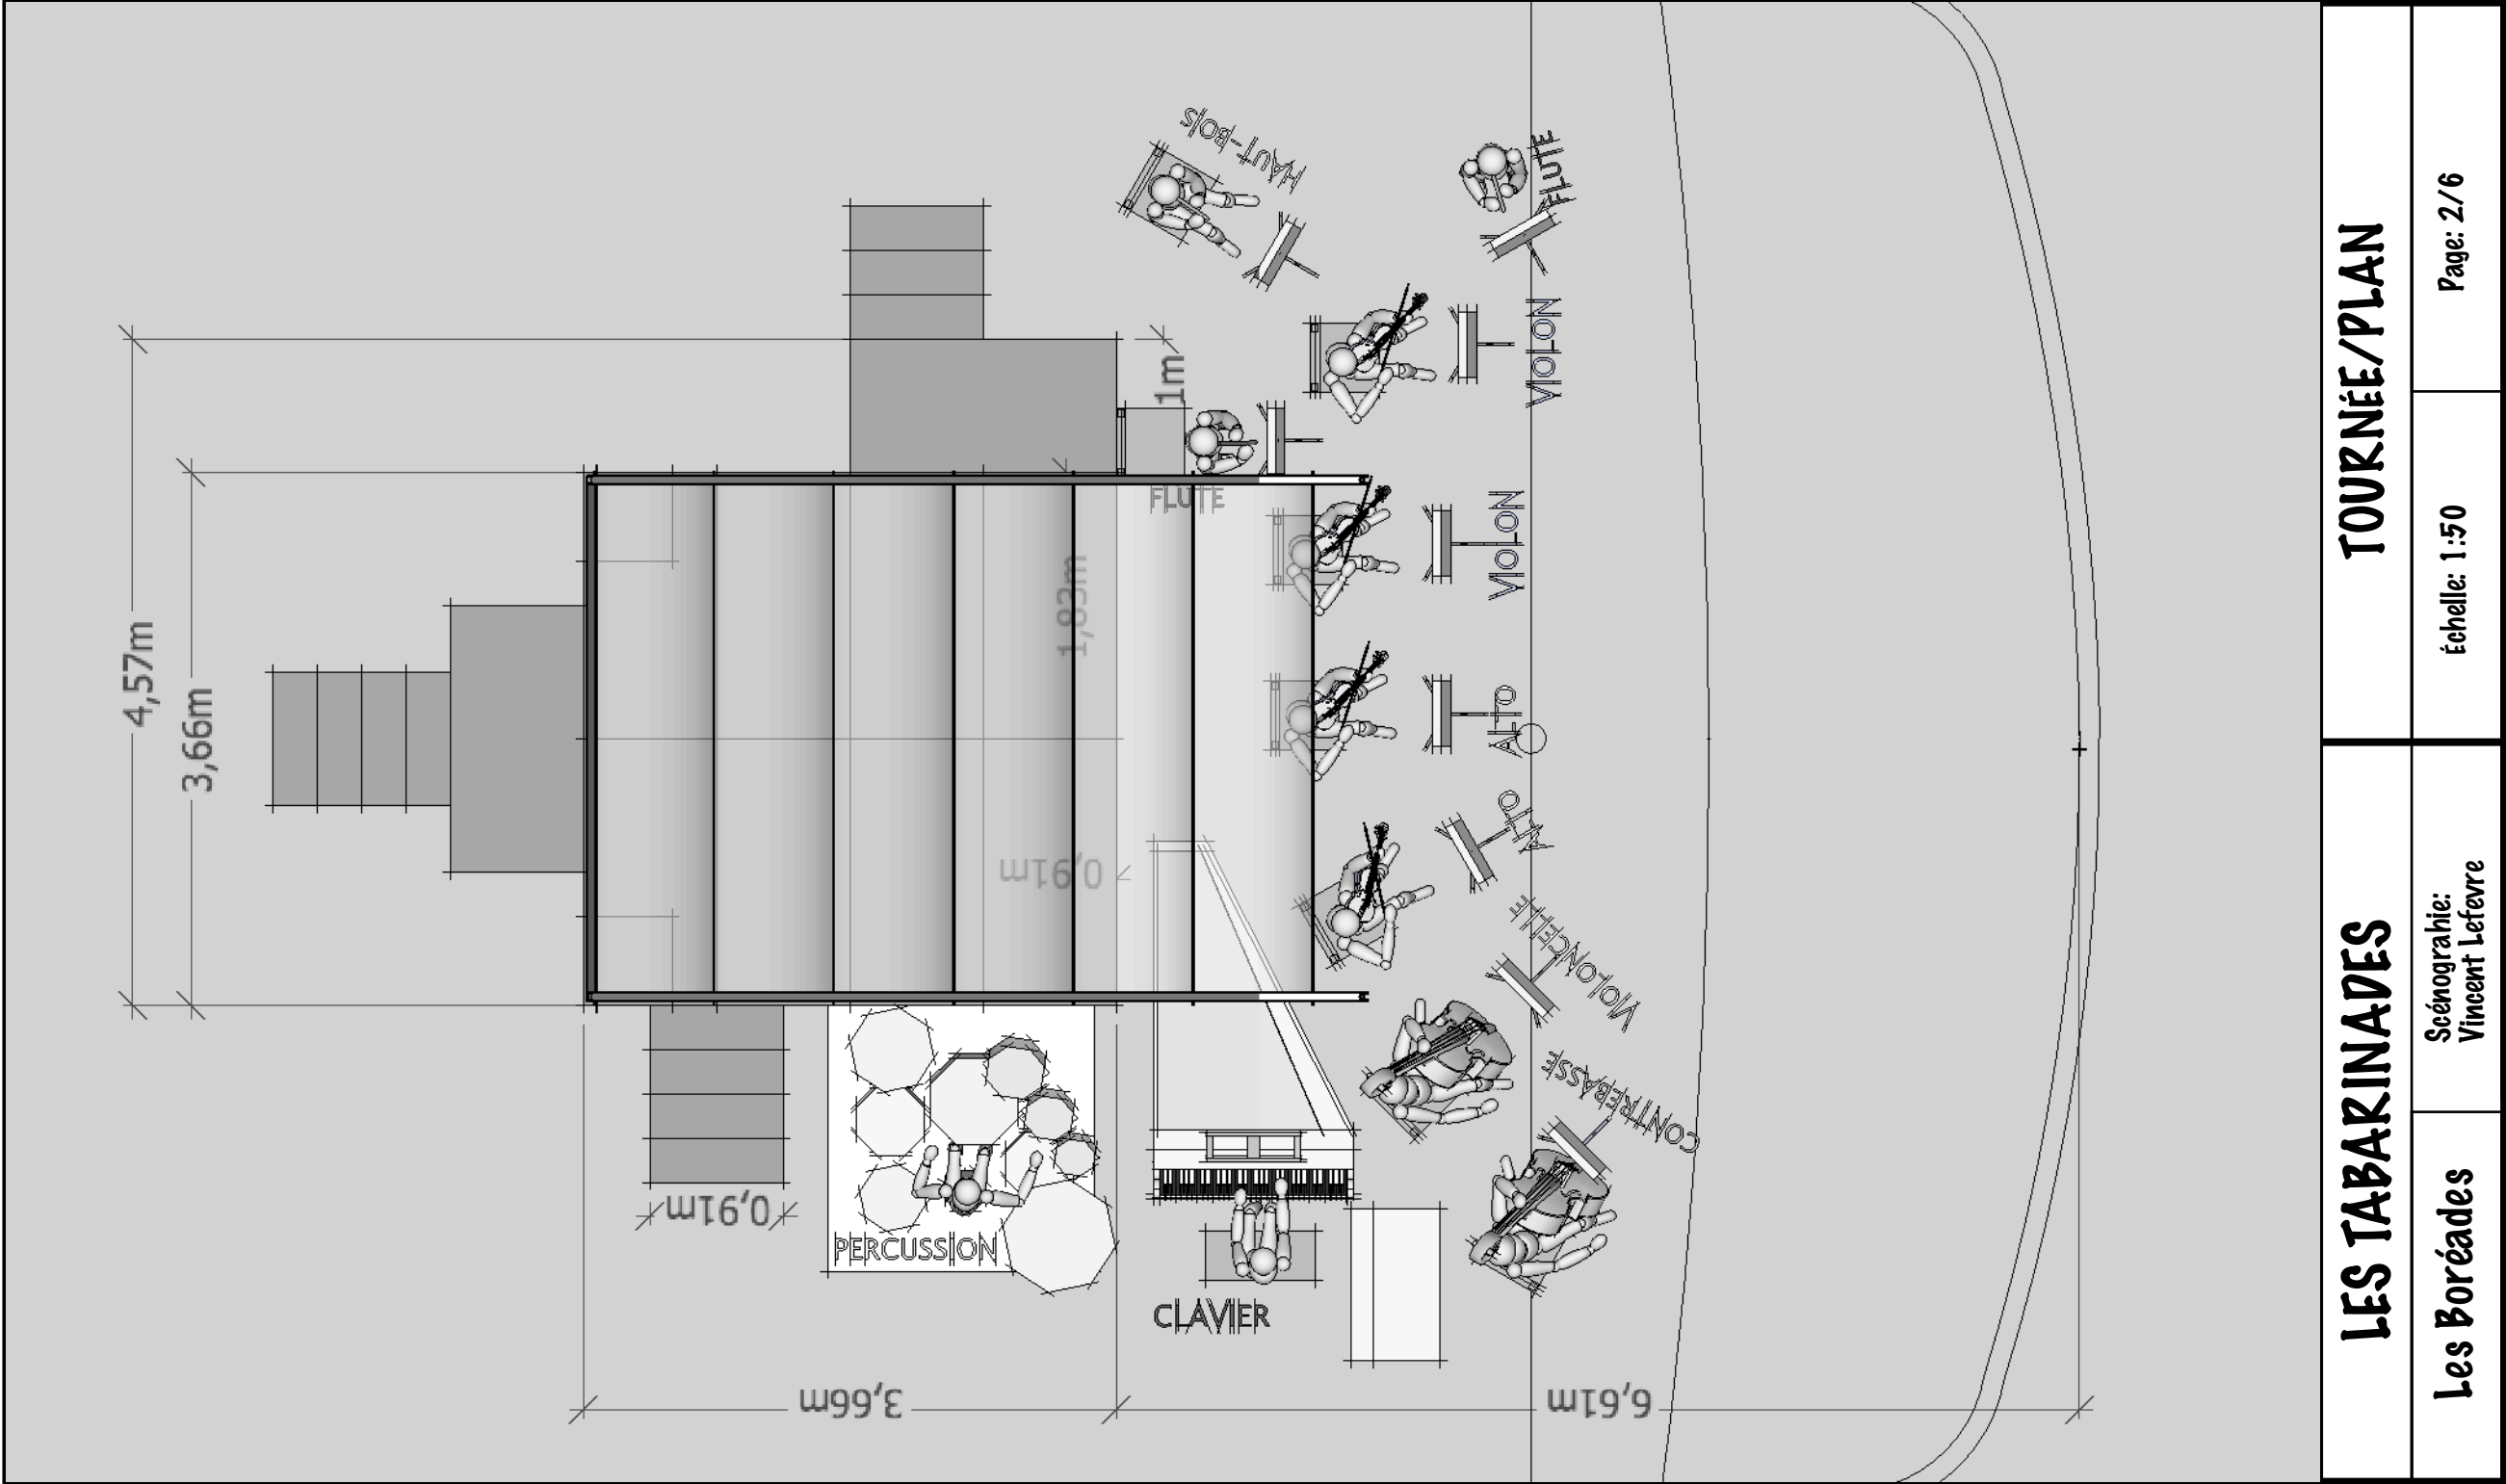 HAUT-BOIS
FLUTE
VIOLON
1m
FLUTE
VIOLON
1,83m
4,57m
3,66m
ALTO
ALTO
0,91m
VIOLONCELLE
CONTREBASSE
0,91m
PERCUSSION
CLAVIER
3,66m
6,61m
LES TABARINADES
TOURNÉE/PLAN
Les Boréades
Scénograhie:
Vincent Lefevre
Échelle: 1:50
Page: 2/6